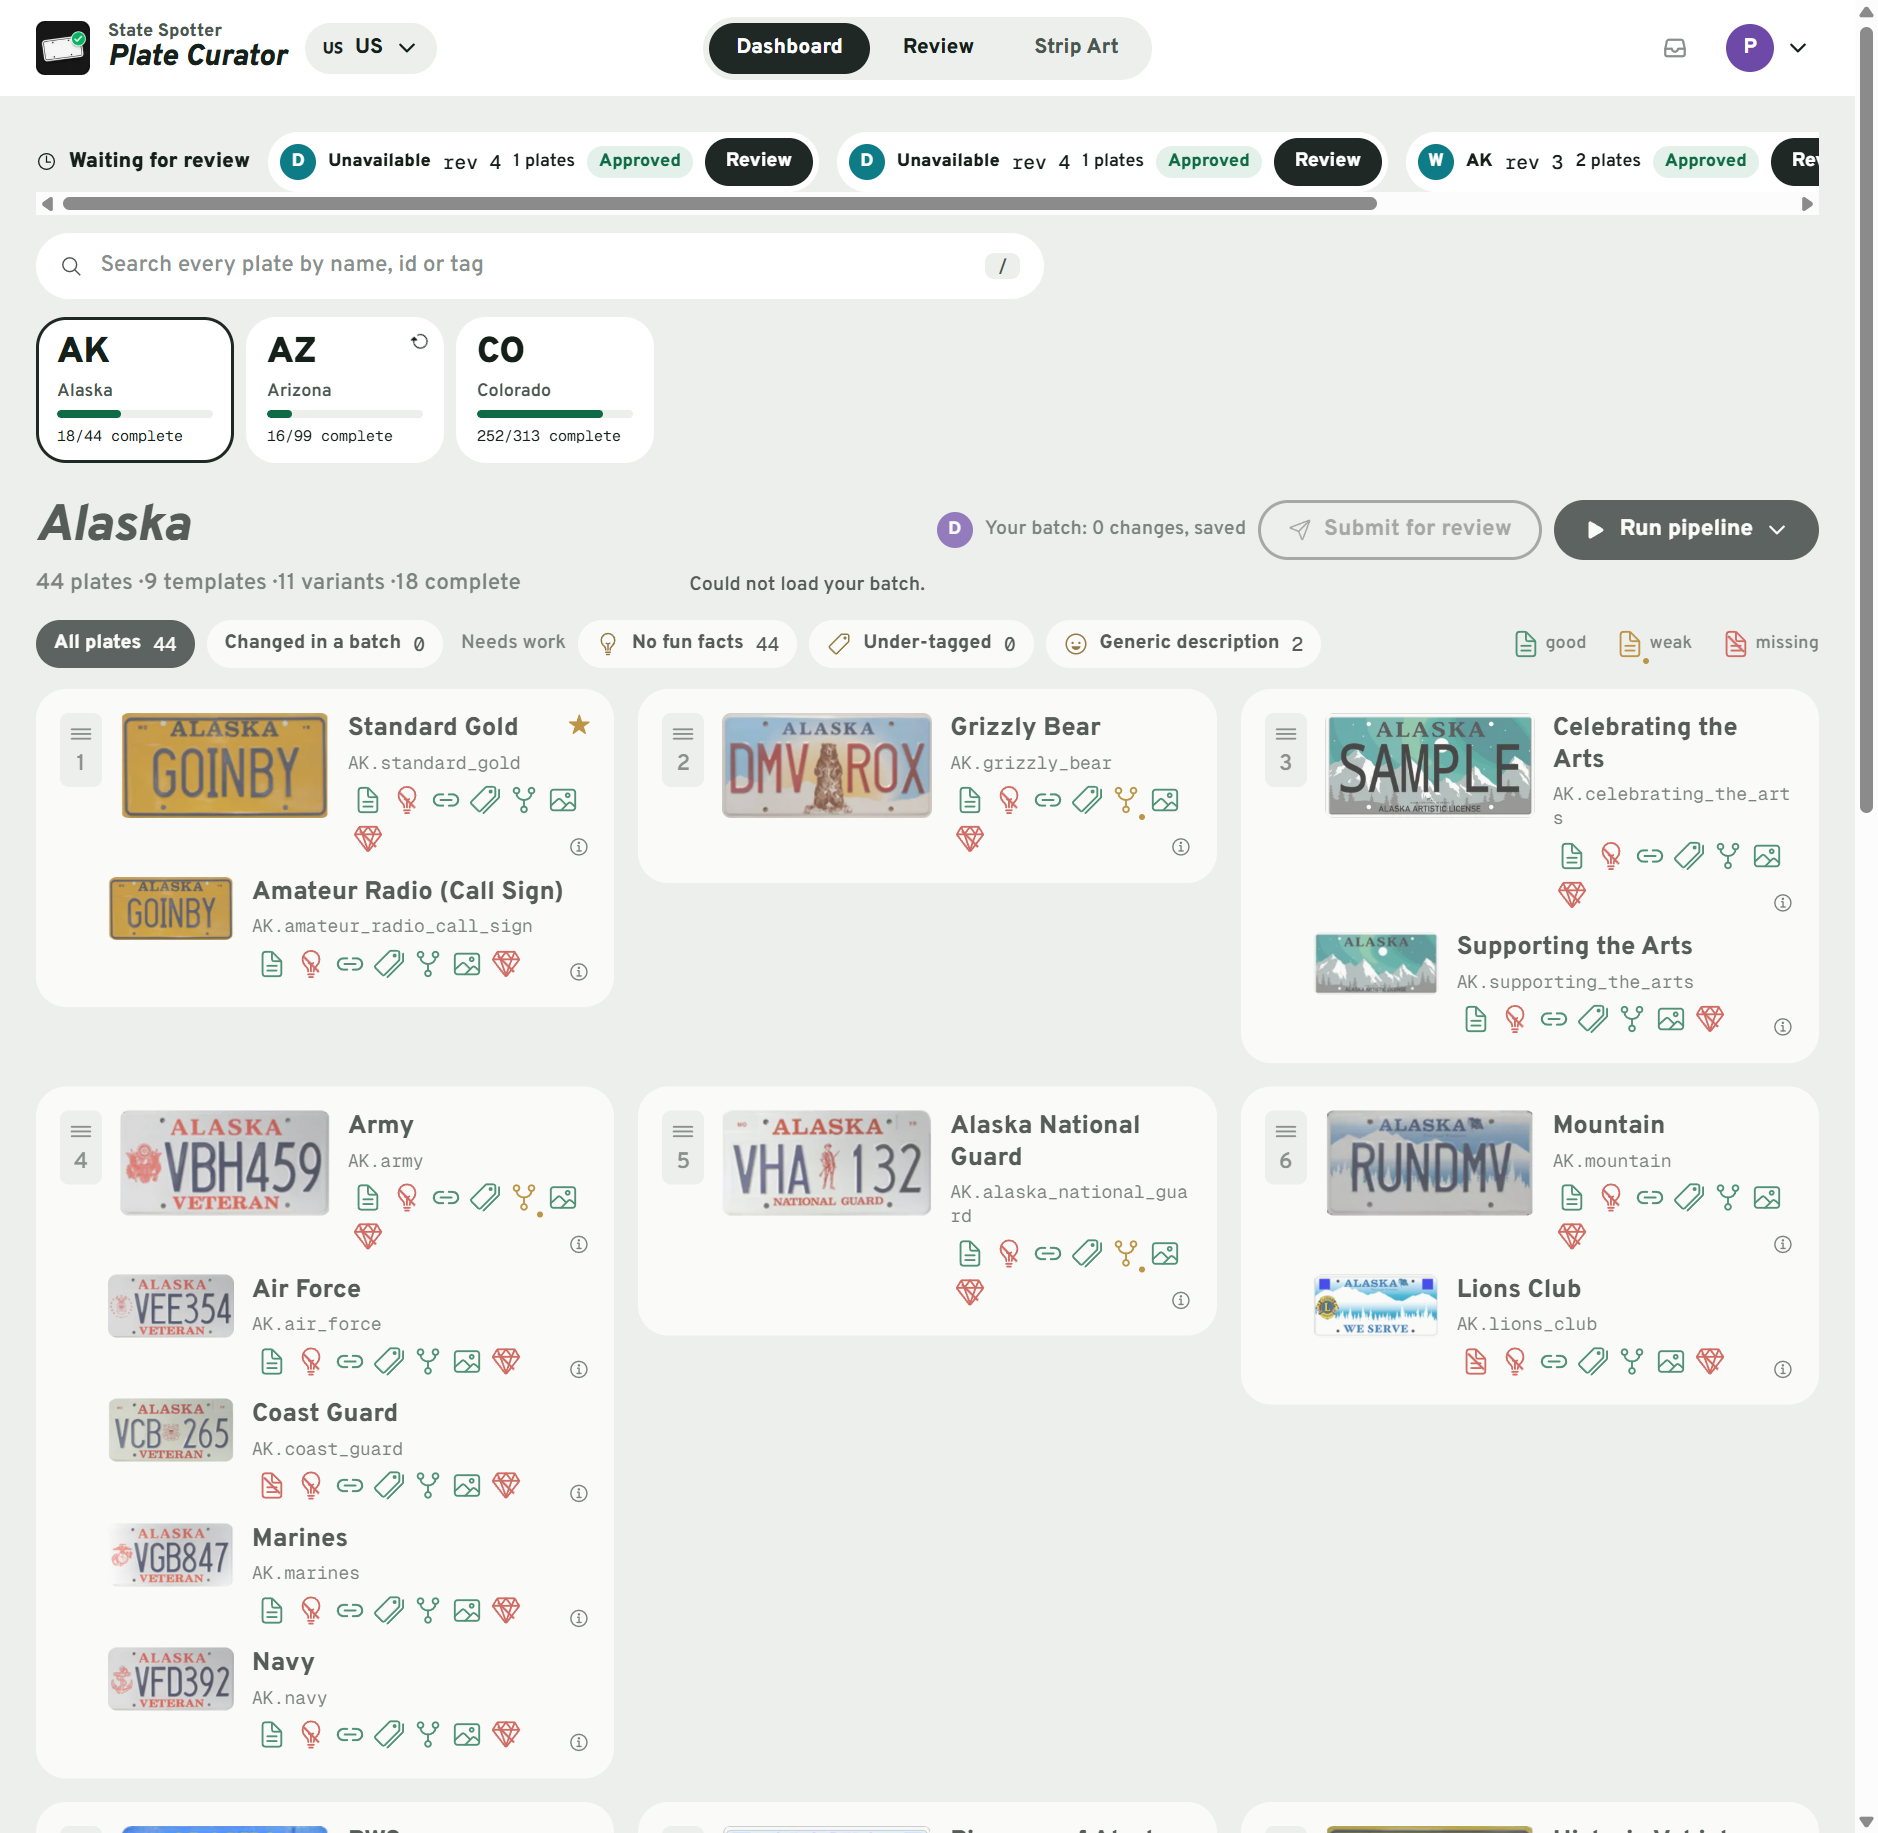 State Spotter
Plate Curator
US US
Dashboard
Review
Strip Art
P
Waiting for review
D Unavailable rev 4 1 plates Approved Review
D Unavailable rev 4 1 plates Approved Review
W AK rev 3 2 plates Approved
Search every plate by name, id or tag
/
AK
Alaska
18/44 complete
AZ
Arizona
16/99 complete
CO
Colorado
252/313 complete
Alaska
D Your batch: 0 changes, saved
Submit for review
Run pipeline
44 plates ·9 templates ·11 variants ·18 complete
Could not load your batch.
All plates 44
Changed in a batch 0
Needs work
No fun facts 44
Under-tagged 0
Generic description 2
good
weak
missing
1
ALASKA
GOINBY
Standard Gold
AK.standard_gold
ALASKA
GOINBY
Amateur Radio (Call Sign)
AK.amateur_radio_call_sign
2
ALASKA
DMV ROX
Grizzly Bear
AK.grizzly_bear
3
ALASKA
SAMPLE
ALASKA ARTISTIC LICENSE
Celebrating the
Arts
AK.celebrating_the_art
s
ALASKA
ALASKA ARTISTIC LICENSE
Supporting the Arts
AK.supporting_the_arts
4
ALASKA
VBH459
VETERAN
Army
AK.army
ALASKA
VEE354
VETERAN
Air Force
AK.air_force
ALASKA
VCB 265
VETERAN
Coast Guard
AK.coast_guard
ALASKA
VGB847
VETERAN
Marines
AK.marines
ALASKA
VFD392
VETERAN
Navy
AK.navy
5
ALASKA
VHA 132
NATIONAL GUARD
Alaska National
Guard
AK.alaska_national_gua
rd
6
ALASKA
RUNDMV
Mountain
AK.mountain
ALASKA
L
WE SERVE
Lions Club
AK.lions_club